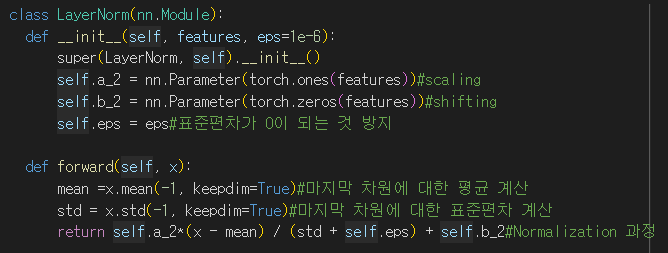 class LayerNorm(nn.Module):
  def __init__(self, features, eps=1e-6):
    super(LayerNorm, self).__init__()
    self.a_2 = nn.Parameter(torch.ones(features))#scaling
    self.b_2 = nn.Parameter(torch.zeros(features))#shifting
    self.eps = eps#표준편차가 0이 되는 것 방지
  def forward(self, x):
    mean =x.mean(-1, keepdim=True)#마지막 차원에 대한 평균 계산
    std = x.std(-1, keepdim=True)#마지막 차원에 대한 표준편차 계산
    return self.a_2*(x - mean) / (std + self.eps) + self.b_2#Normalization 과정